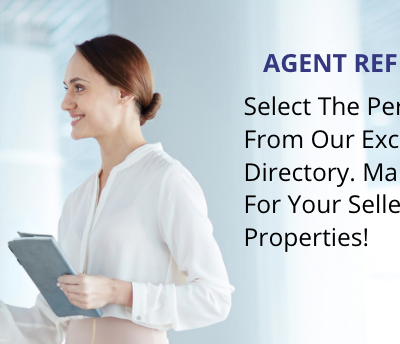 AGENT REF
Select The Per
From Our Exc
Directory. Ma
For Your Selle
Properties!